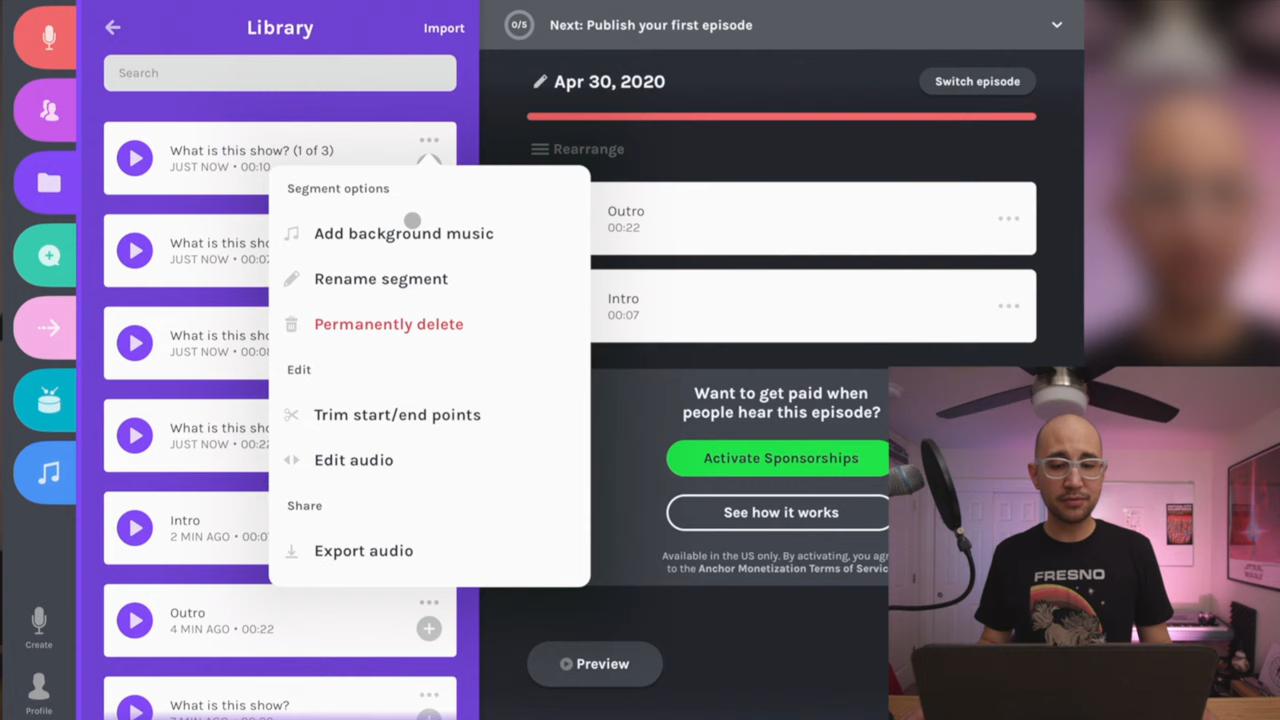 Library
Import
Search
What is this show? (1 of 3)
JUST NOW • 00:10
What is this sho
JUST NOW • 00:0
What is this sho
JUST NOW • 00:08
What is this sho
JUST NOW • 00:22
Intro
2 MIN AGO • 00:0
Outro
4 MIN AGO • 00:22
What is this show?
Create
Profile
Segment options
Add background music
Rename segment
Permanently delete
Edit
Trim start/end points
Edit audio
Share
Export audio
0/5
Next: Publish your first episode
Apr 30, 2020
Switch episode
Rearrange
Outro
00:22
Intro
00:07
Want to get paid when
people hear this episode?
Activate Sponsorships
See how it works
Available in the US only. By activating, you agr
to the Anchor Monetization Terms of Servic
Preview
FRESNO
STAR
WARS